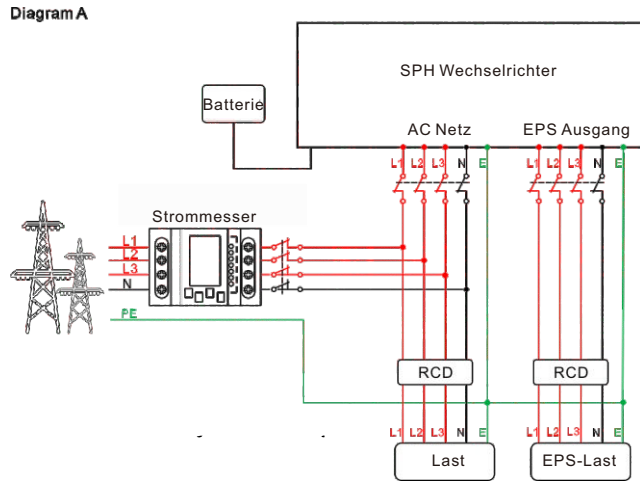 Diagram A
SPH Wechselrichter
Batterie
AC Netz
EPS Ausgang
L1 L2 L3 N E
L1 L2 L3 N E
Strommesser
L1
L2
L3
N
PE
RCD
RCD
L1 L2 L3 N E
L1 L2 L3 N E
Last
EPS-Last